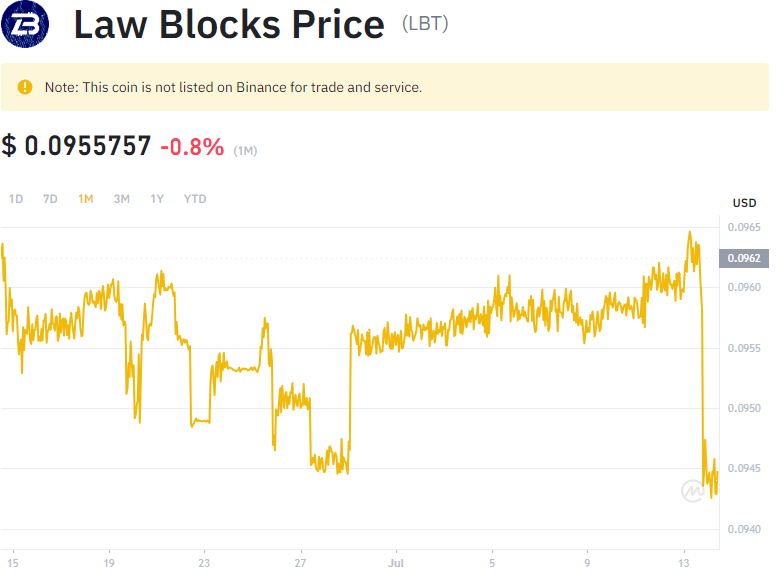 Law Blocks Price (LBT)
Note: This coin is not listed on Binance for trade and service.
$ 0.0955757 -0.8% (1M)
1D 7D 1M 3M 1Y YTD
USD
0.0965
0.0962
0.0960
0.0955
0.0950
0.0945
0.0940
15 19 23 27 Jul 5 9 13